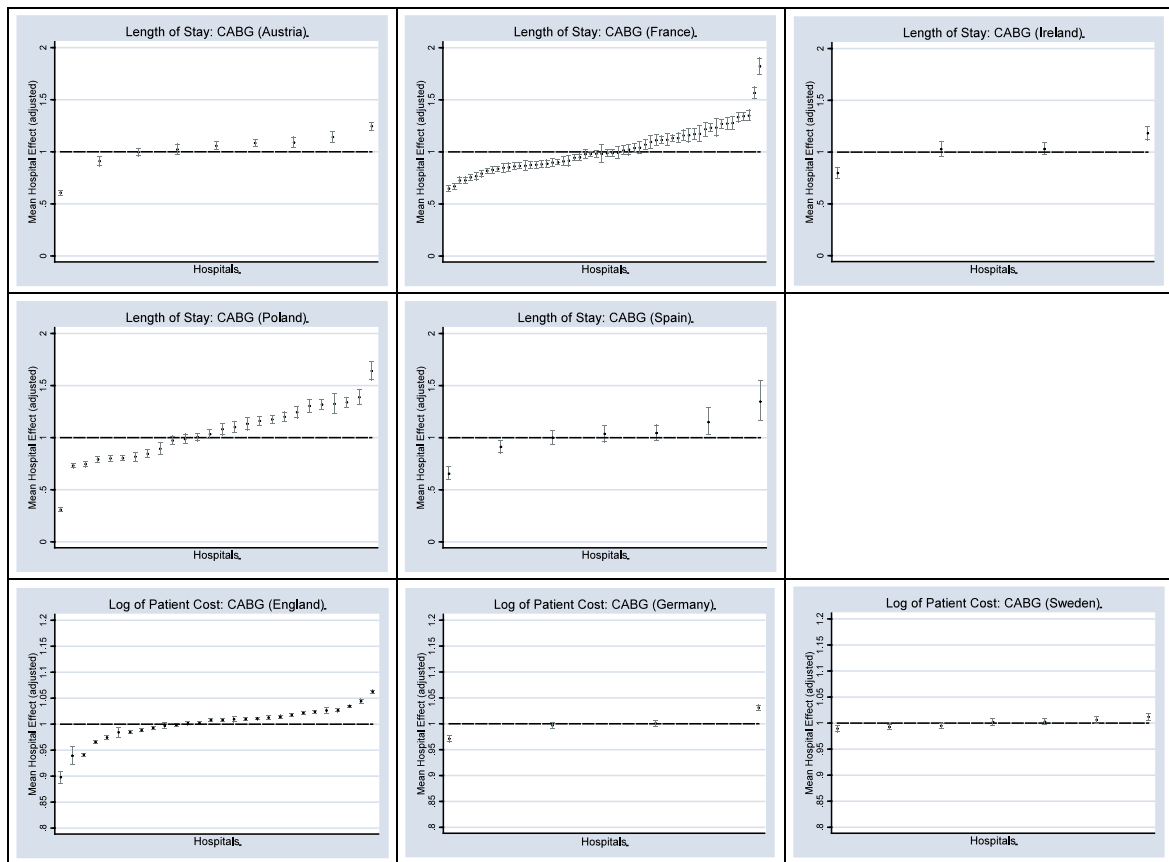 Length of Stay: CABG (Austria).
Mean Hospital Effect (adjusted)
2
1.5
1
.5
0
Hospitals.
Length of Stay: CABG (France).
Mean Hospital Effect (adjusted)
2
1.5
1
.5
0
Hospitals.
Length of Stay: CABG (Ireland).
Mean Hospital Effect (adjusted)
2
1.5
1
.5
0
Hospitals.
Length of Stay: CABG (Poland).
Mean Hospital Effect (adjusted)
2
1.5
1
.5
0
Hospitals.
Length of Stay: CABG (Spain).
Mean Hospital Effect (adjusted)
2
1.5
1
.5
0
Hospitals.
Log of Patient Cost: CABG (England).
Mean Hospital Effect (adjusted)
1.2
1.15
1.1
1.05
1
.95
.9
.85
.8
Hospitals.
Log of Patient Cost: CABG (Germany).
Mean Hospital Effect (adjusted)
1.2
1.15
1.1
1.05
1
.95
.9
.85
.8
Hospitals.
Log of Patient Cost: CABG (Sweden).
Mean Hospital Effect (adjusted)
1.2
1.15
1.1
1.05
1
.95
.9
.85
.8
Hospitals.